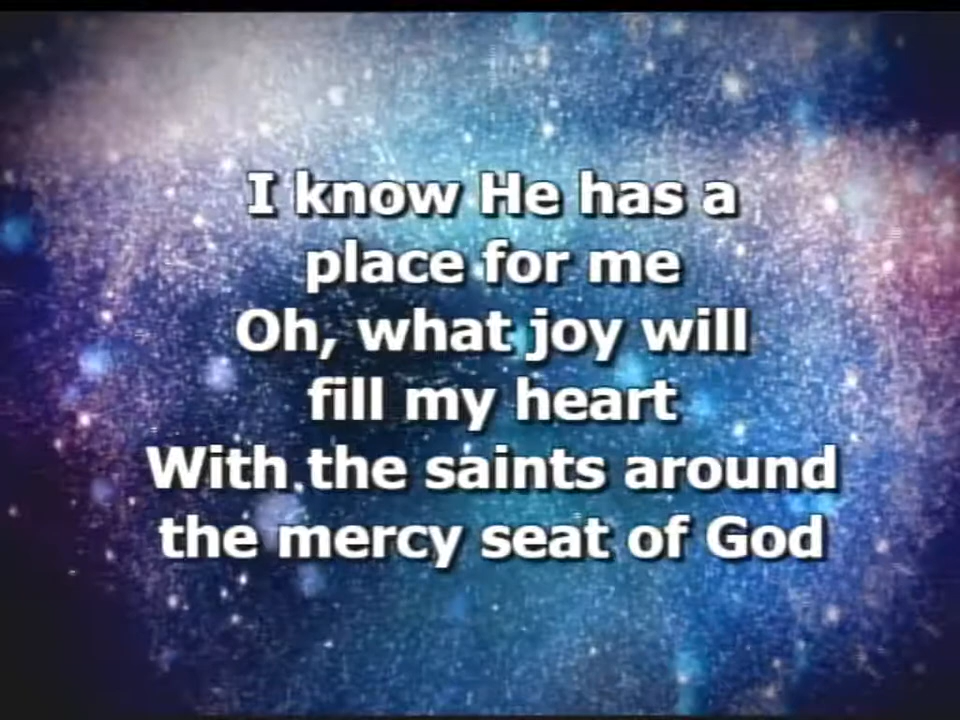 I know He has a
place for me
Oh, what joy will
fill my heart
With the saints around
the mercy seat of God